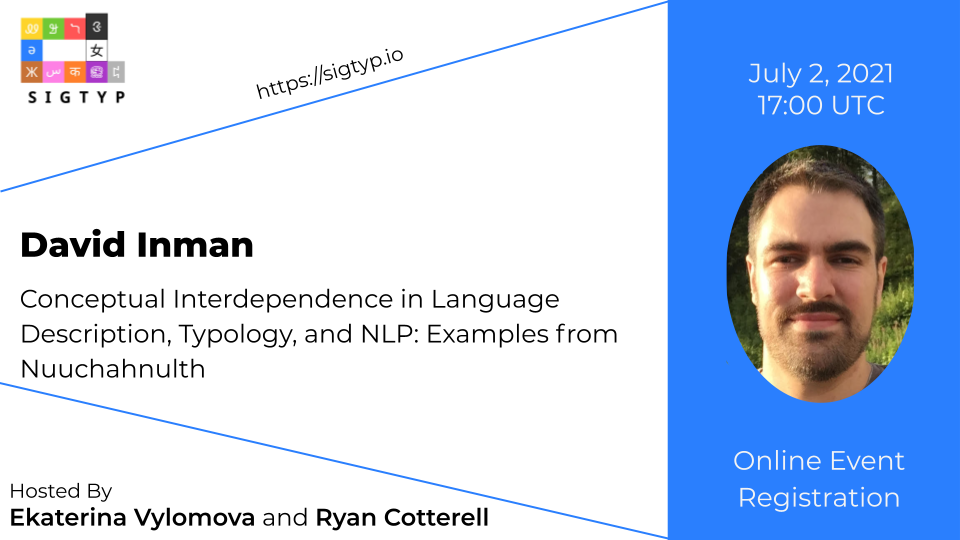 SIGTYP
https://sigtyp.io
David Inman
Conceptual Interdependence in Language
Description, Typology, and NLP: Examples from
Nuuchahnulth
Hosted By
Ekaterina Vylomova and Ryan Cotterell
July 2, 2021
17:00 UTC
Online Event
Registration